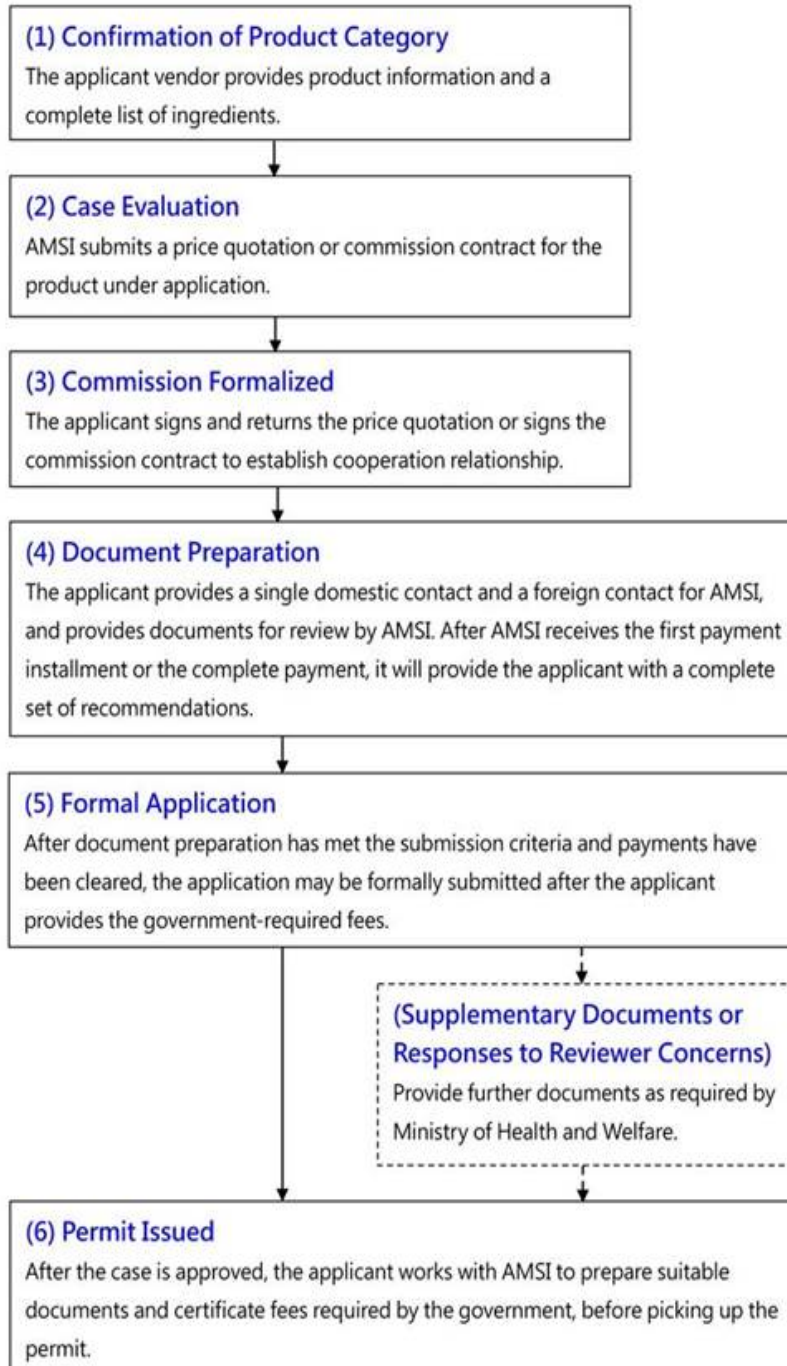 (1) Confirmation of Product Category
The applicant vendor provides product information and a
complete list of ingredients.
(2) Case Evaluation
AMSI submits a price quotation or commission contract for the
product under application.
(3) Commission Formalized
The applicant signs and returns the price quotation or signs the
commission contract to establish cooperation relationship.
(4) Document Preparation
The applicant provides a single domestic contact and a foreign contact for AMSI,
and provides documents for review by AMSI. After AMSI receives the first payment
installment or the complete payment, it will provide the applicant with a complete
set of recommendations.
(5) Formal Application
After document preparation has met the submission criteria and payments have
been cleared, the application may be formally submitted after the applicant
provides the government-required fees.
(Supplementary Documents or
Responses to Reviewer Concerns)
Provide further documents as required by
Ministry of Health and Welfare.
(6) Permit Issued
After the case is approved, the applicant works with AMSI to prepare suitable
documents and certificate fees required by the government, before picking up the
permit.